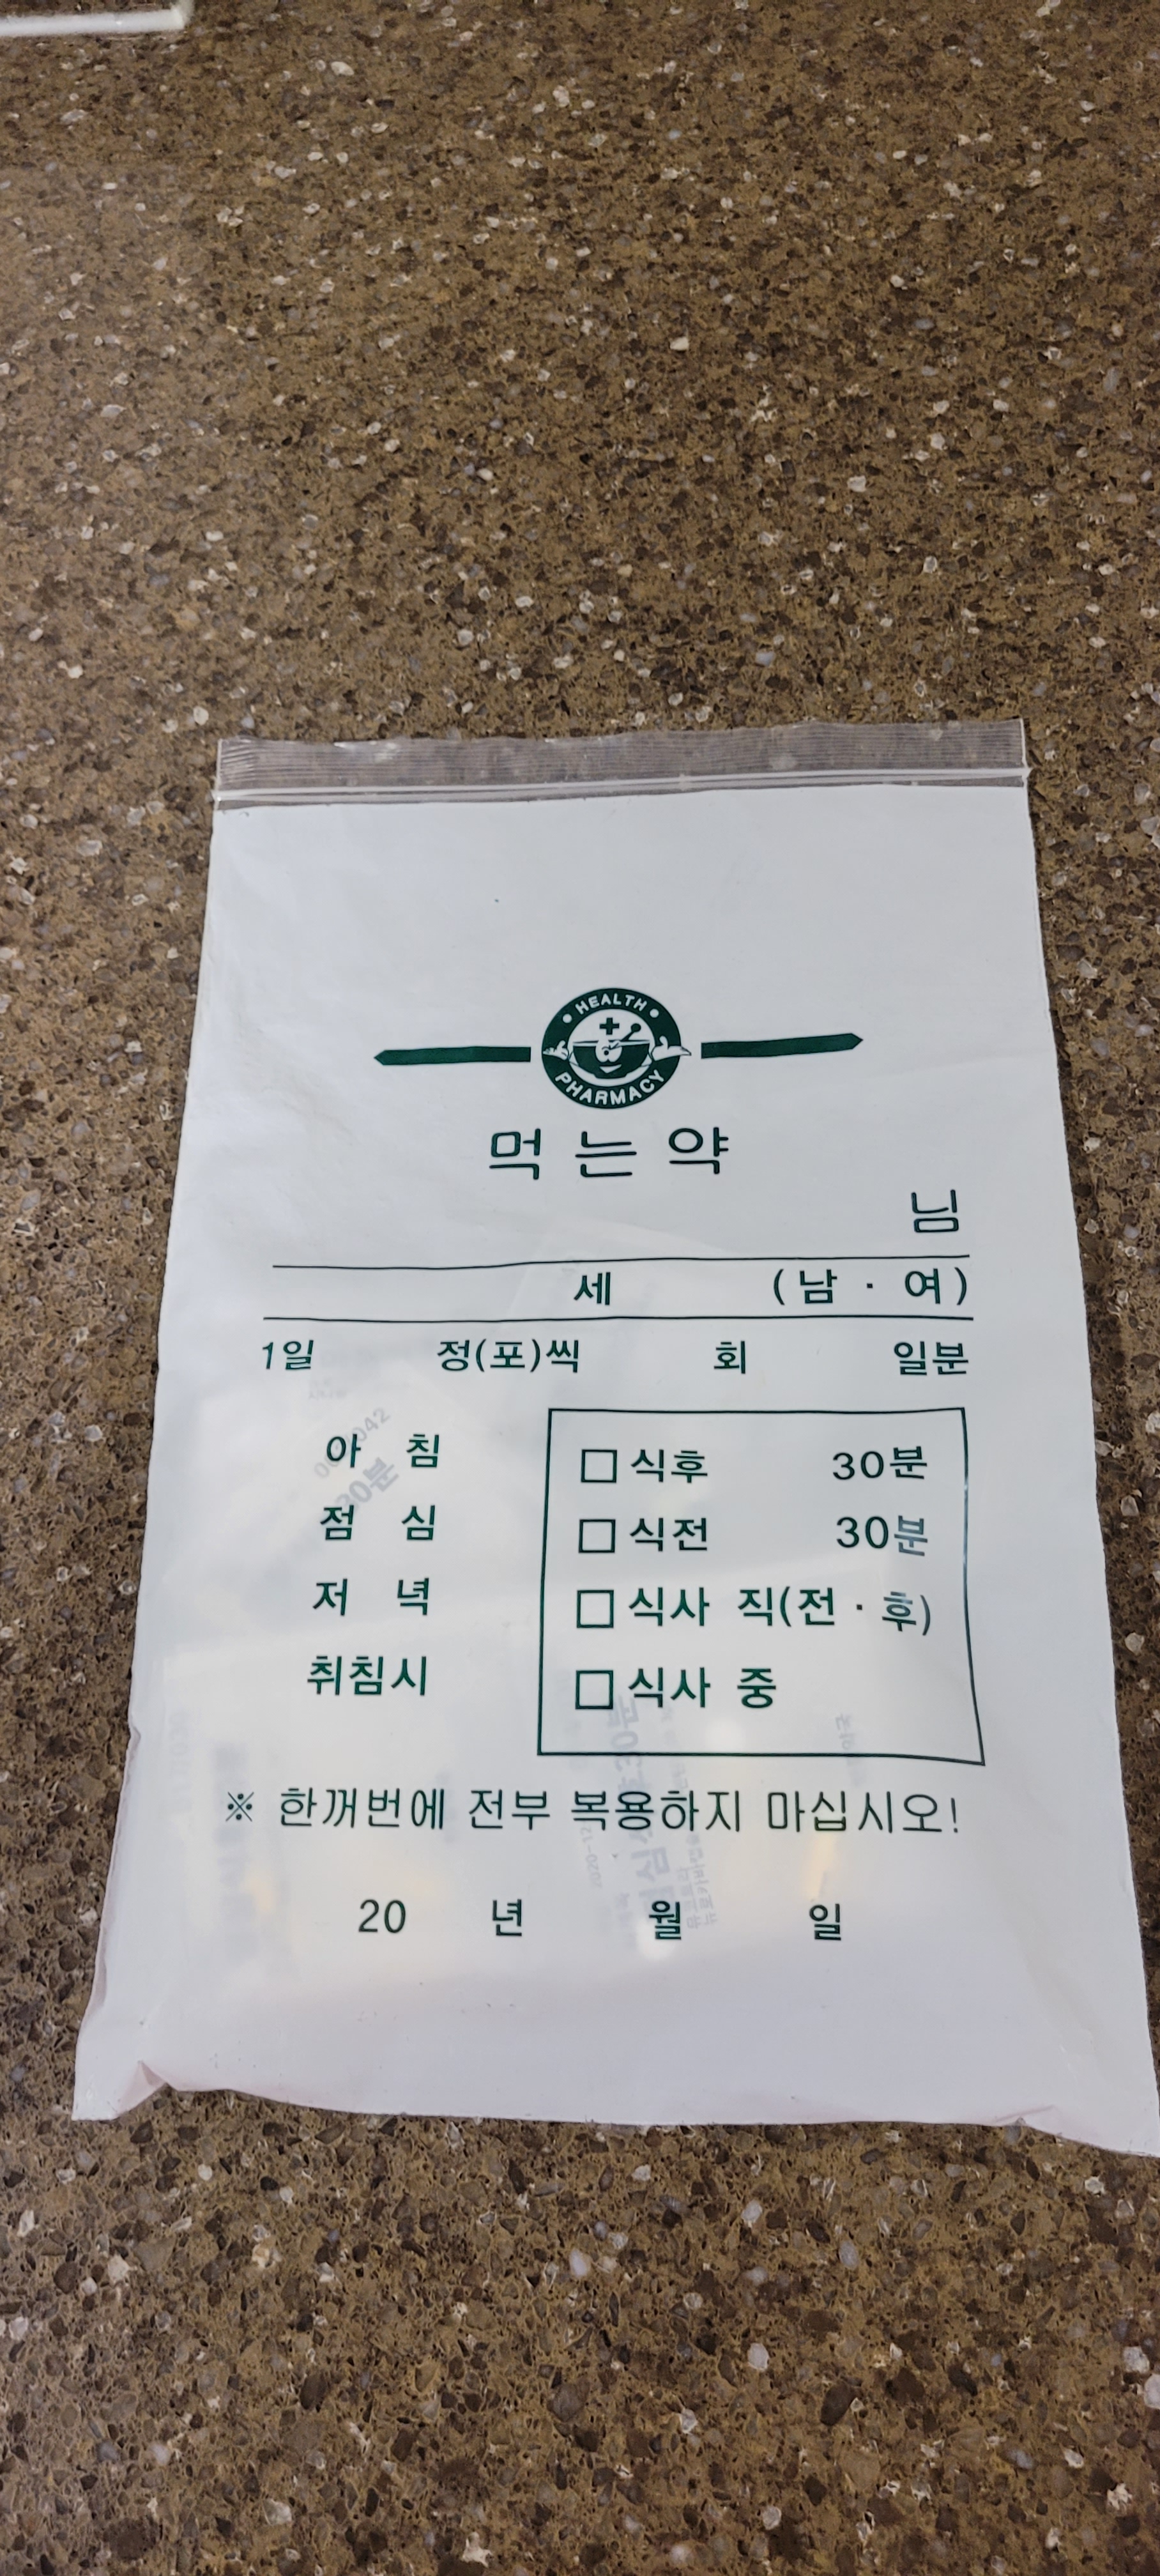 HEALTH
PHARMACY
먹는약
님
세 (남 · 여)
1일 정(포)씩 회 일분
아침 □ 식후 30분
점심 □ 식전 30분
저녁 □ 식사 직(전 · 후)
취침시 □ 식사 중
※ 한꺼번에 전부 복용하지 마십시오!
20 년 월 일